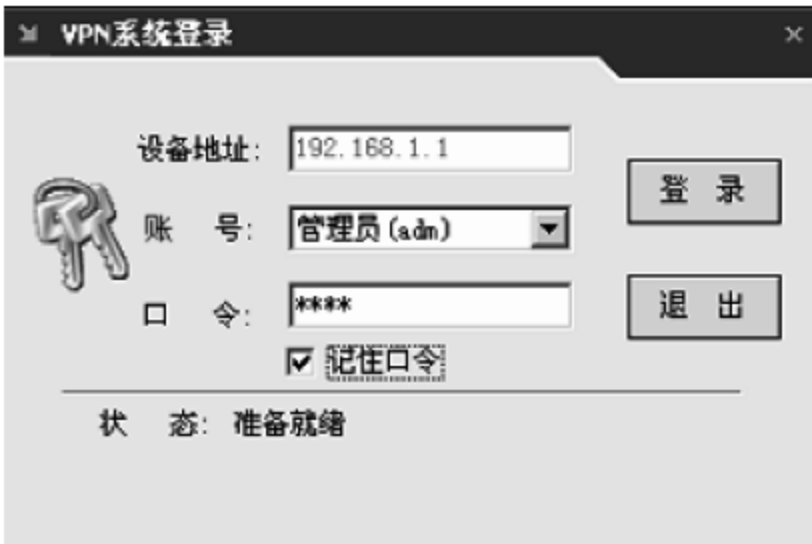 VPN系统登录
设备地址: 192.168.1.1
登 录
账 号: 管理员(adm)
口 令: ****
退 出
记住口令
状 态: 准备就绪